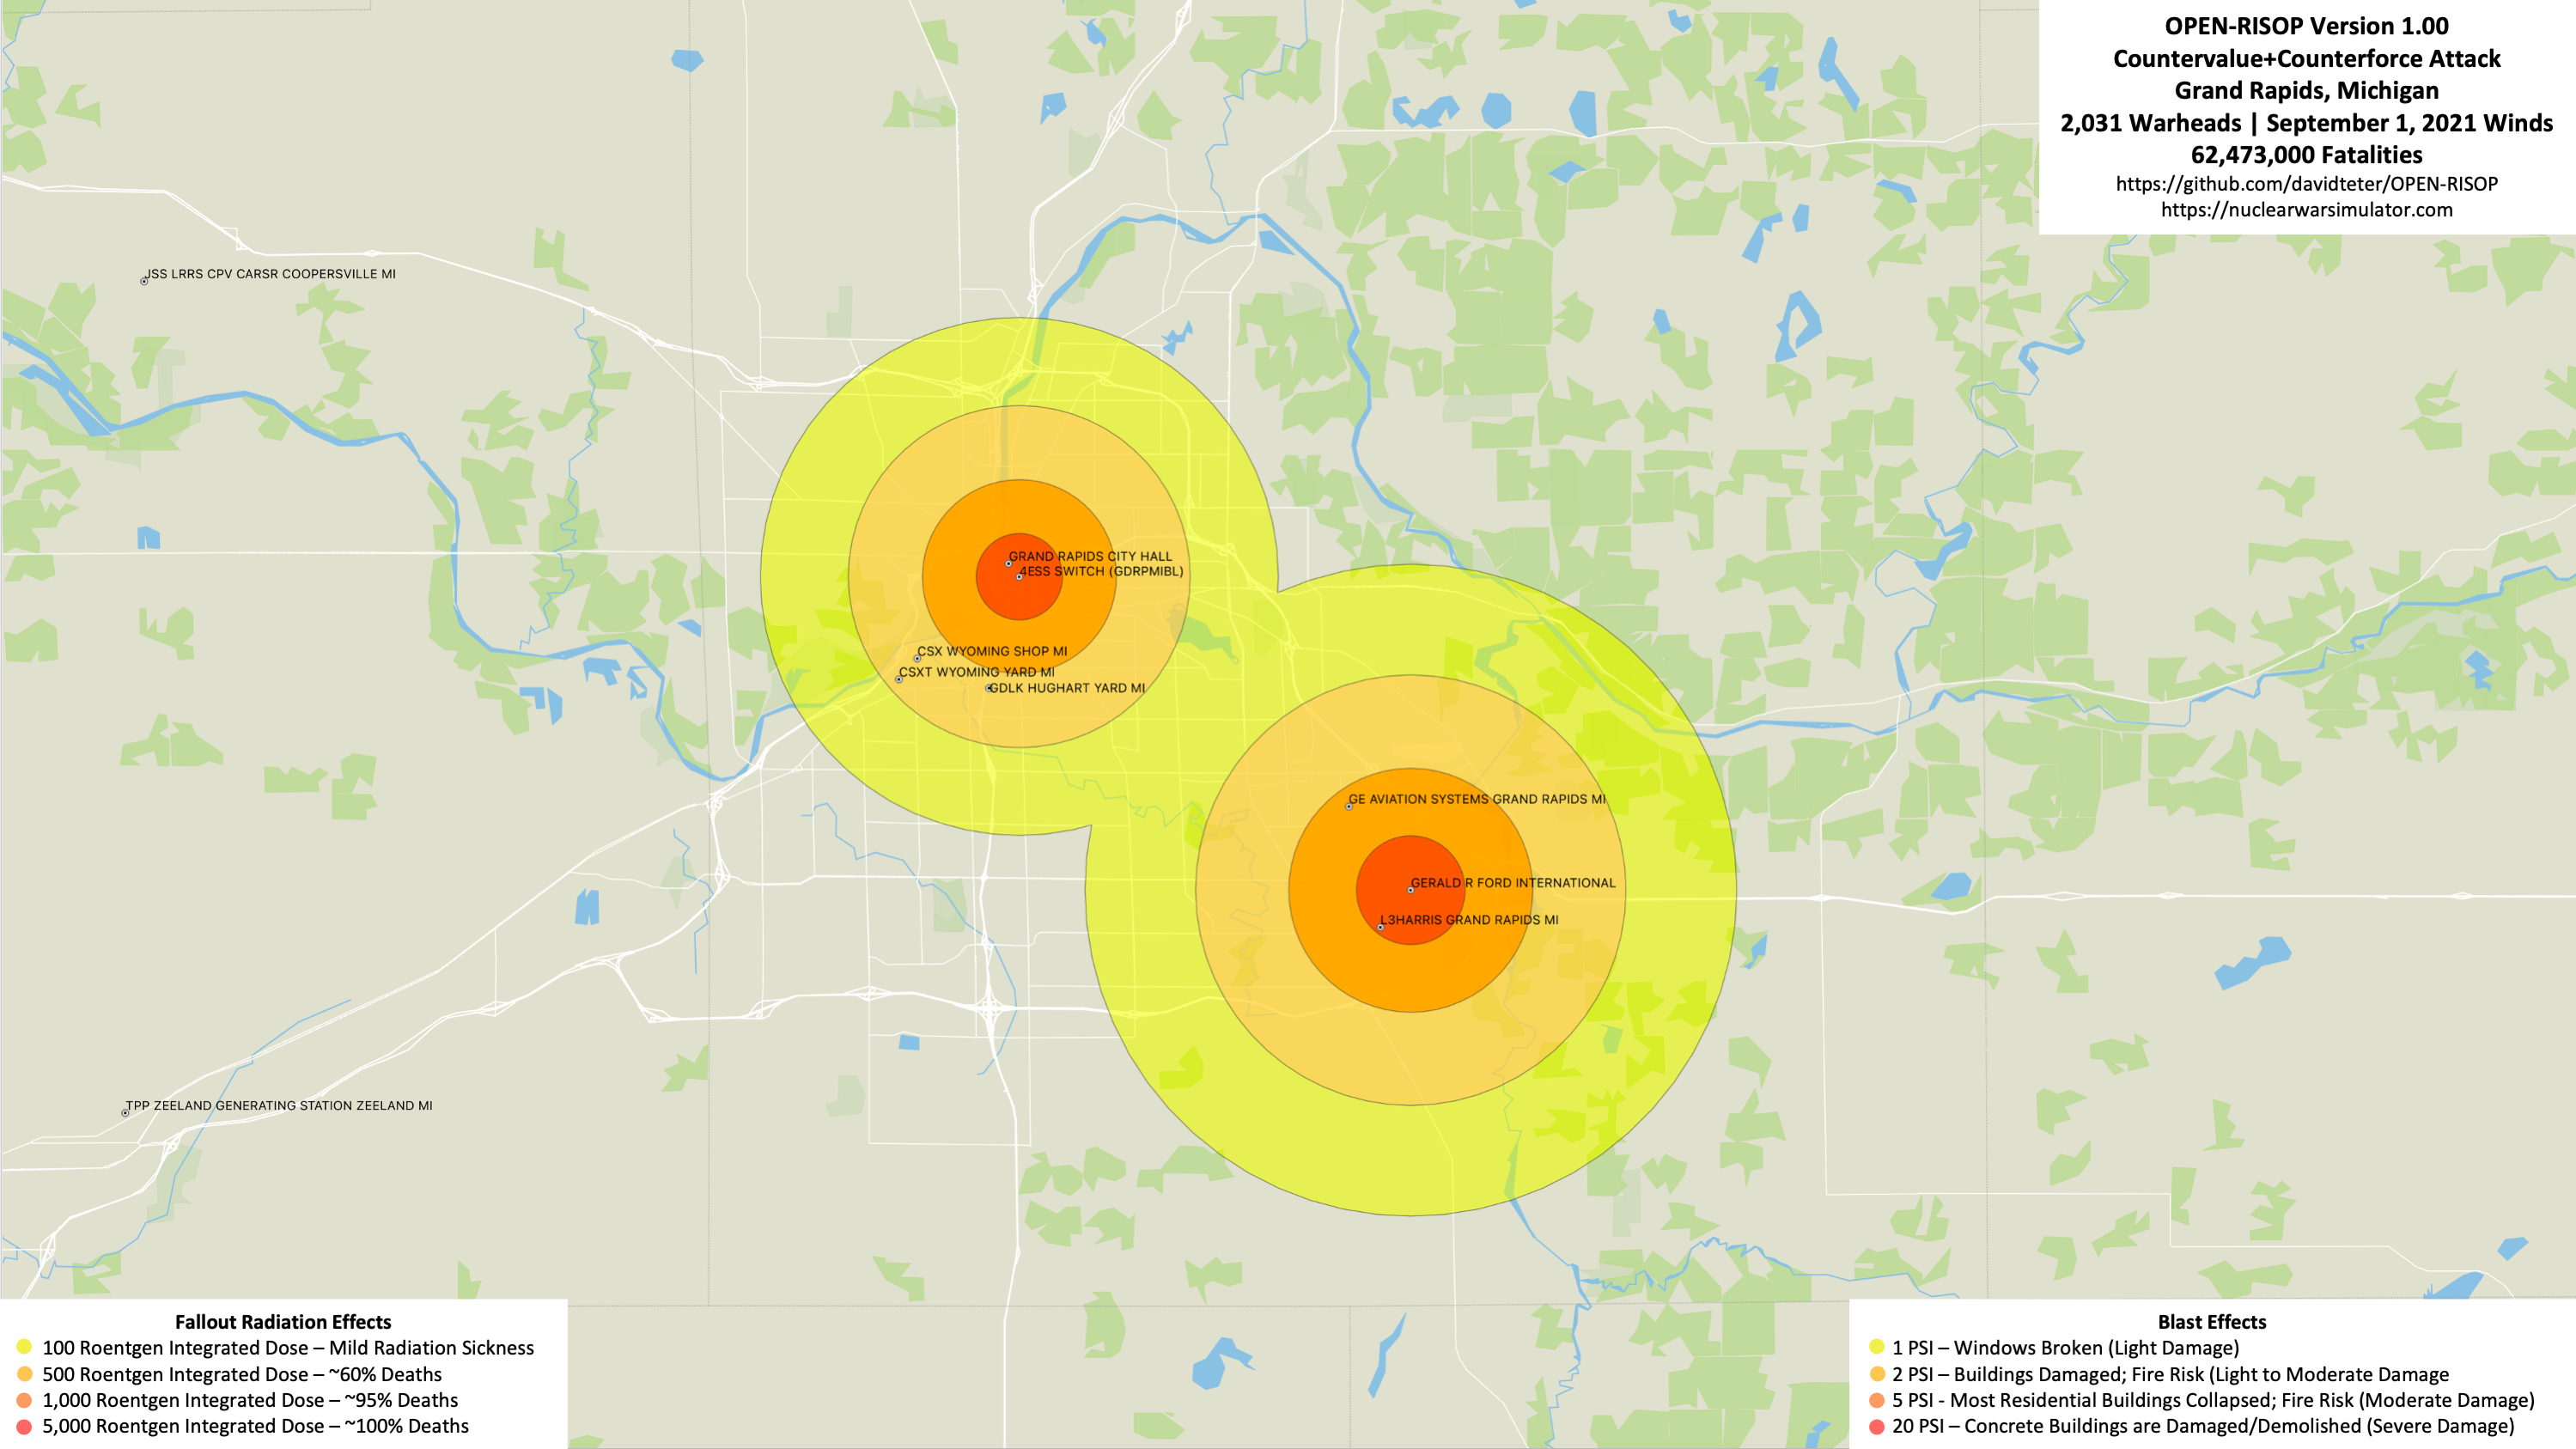 OPEN-RISOP Version 1.00
Countervalue+Counterforce Attack
Grand Rapids, Michigan
2,031 Warheads | September 1, 2021 Winds
62,473,000 Fatalities
https://github.com/davidteter/OPEN-RISOP
https://nuclearwarsimulator.com
JSS LRRS CPV CARSR COOPERSVILLE MI
GRAND RAPIDS CITY HALL
4ESS SWITCH (GDRPMIBL)
CSX WYOMING SHOP MI
CSXT WYOMING YARD MI
GDLK HUGHART YARD MI
GE AVIATION SYSTEMS GRAND RAPIDS MI
GERALD R FORD INTERNATIONAL
L3HARRIS GRAND RAPIDS MI
TPP ZEELAND GENERATING STATION ZEELAND MI
Fallout Radiation Effects
100 Roentgen Integrated Dose – Mild Radiation Sickness
500 Roentgen Integrated Dose – ~60% Deaths
1,000 Roentgen Integrated Dose – ~95% Deaths
5,000 Roentgen Integrated Dose – ~100% Deaths
Blast Effects
1 PSI – Windows Broken (Light Damage)
2 PSI – Buildings Damaged; Fire Risk (Light to Moderate Damage
5 PSI - Most Residential Buildings Collapsed; Fire Risk (Moderate Damage)
20 PSI – Concrete Buildings are Damaged/Demolished (Severe Damage)